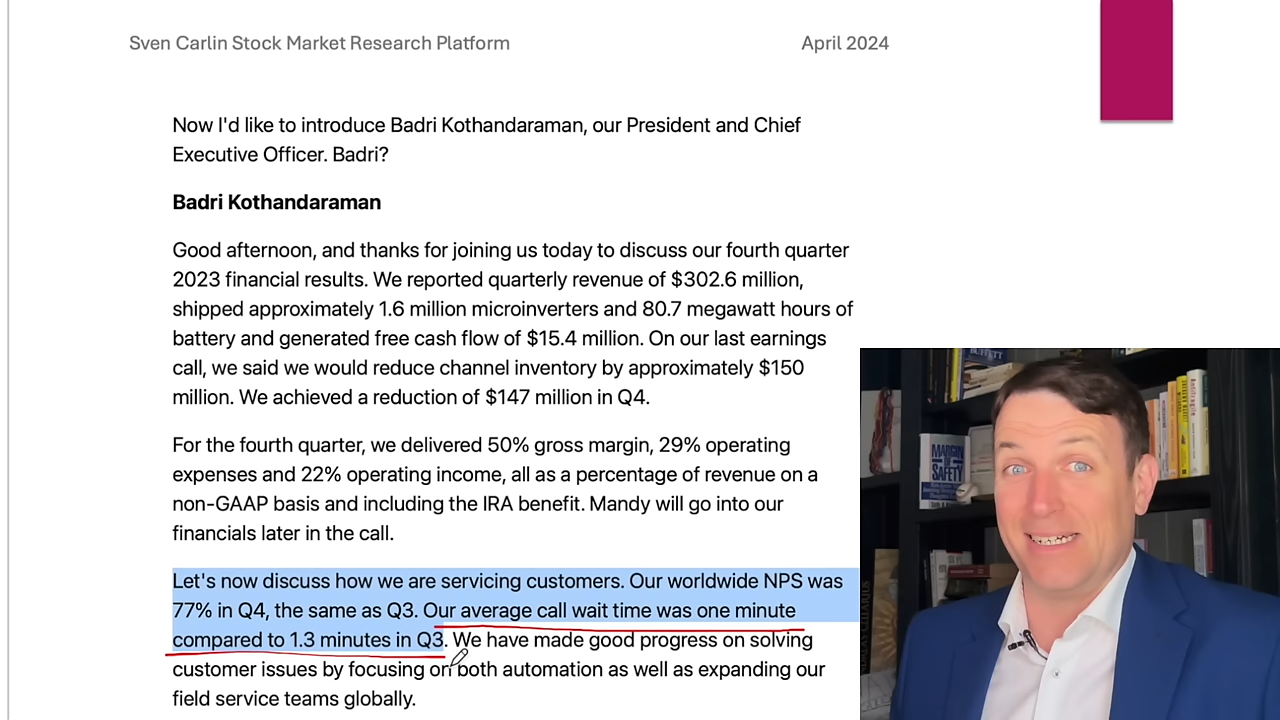 Sven Carlin Stock Market Research Platform April 2024
Now I'd like to introduce Badri Kothandaraman, our President and Chief
Executive Officer. Badri?
Badri Kothandaraman
Good afternoon, and thanks for joining us today to discuss our fourth quarter
2023 financial results. We reported quarterly revenue of $302.6 million,
shipped approximately 1.6 million microinverters and 80.7 megawatt hours of
battery and generated free cash flow of $15.4 million. On our last earnings
call, we said we would reduce channel inventory by approximately $150
million. We achieved a reduction of $147 million in Q4.
For the fourth quarter, we delivered 50% gross margin, 29% operating
expenses and 22% operating income, all as a percentage of revenue on a
non-GAAP basis and including the IRA benefit. Mandy will go into our
financials later in the call.
Let's now discuss how we are servicing customers. Our worldwide NPS was
77% in Q4, the same as Q3. Our average call wait time was one minute
compared to 1.3 minutes in Q3. We have made good progress on solving
customer issues by focusing on both automation as well as expanding our
field service teams globally.
BUFFETT
MARGIN
OF
SAFETY
Antifragile